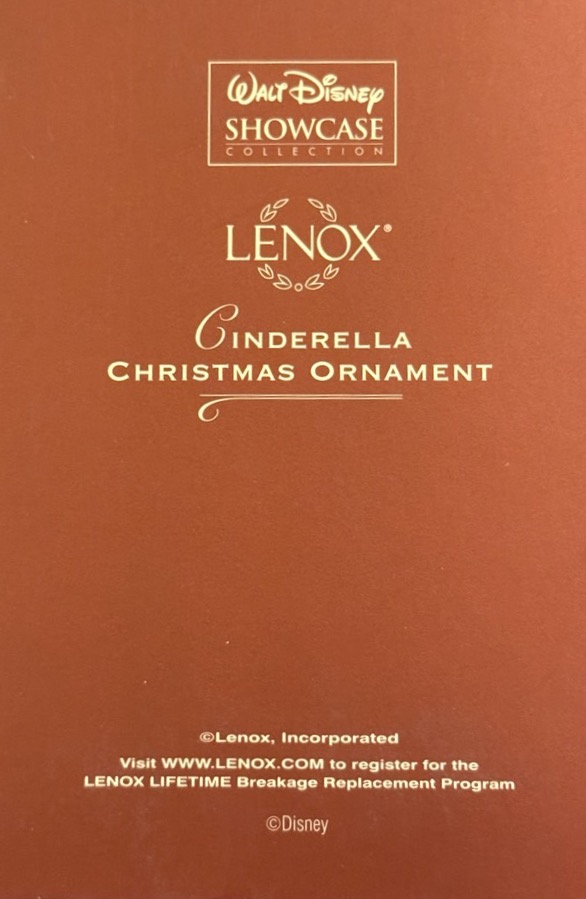 WALT DISNEY
SHOWCASE
COLLECTION
LENOX®
CINDERELLA
CHRISTMAS ORNAMENT
©Lenox, Incorporated
Visit WWW.LENOX.COM to register for the
LENOX LIFETIME Breakage Replacement Program
©Disney